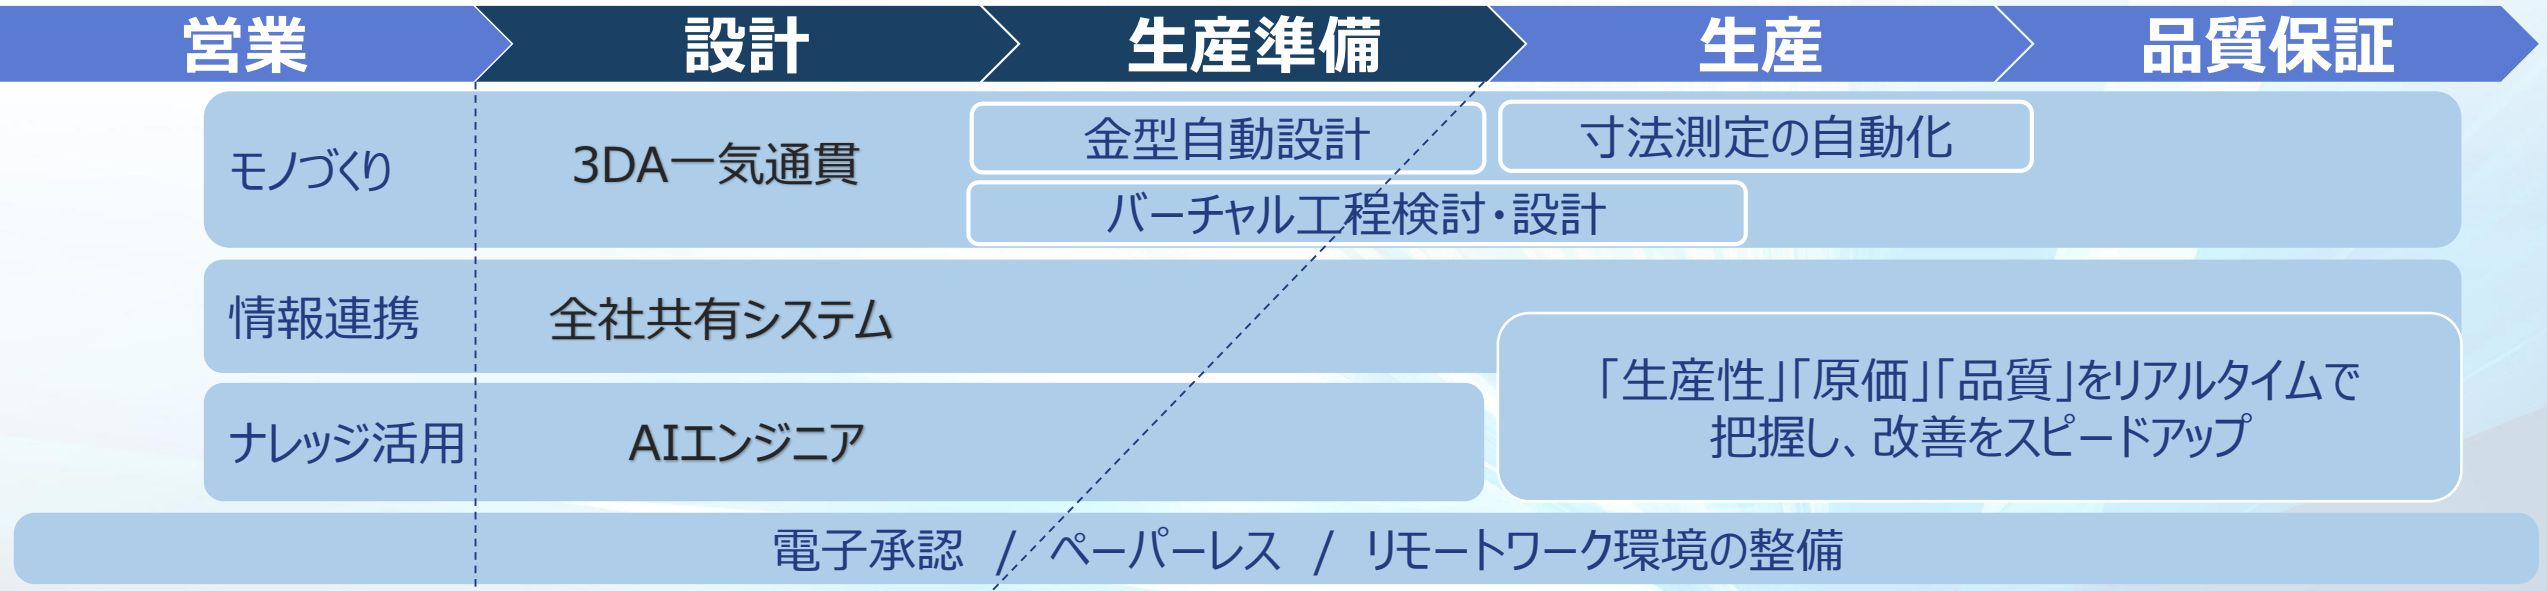 営業 設計 生産準備 生産 品質保証
モノづくり 3DA一気通貫 金型自動設計 寸法測定の自動化
バーチャル工程検討・設計
情報連携 全社共有システム
「生産性」「原価」「品質」をリアルタイムで
把握し、改善をスピードアップ
ナレッジ活用 AIエンジニア
電子承認 / ペーパーレス / リモートワーク環境の整備